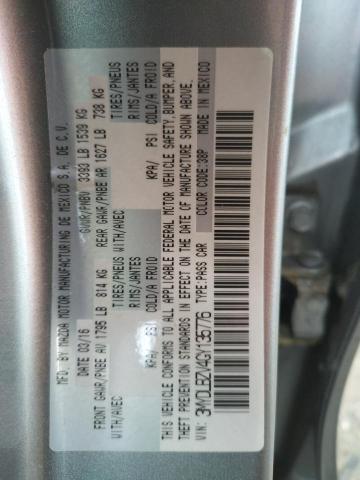 MFD BY MAZDA MOTOR MANUFACTURING DE MEXICO S.A. DE C.V.
DATE 03/16 GVWR/PNBV 3393 LB 1539 KG
FRONT GAWR/PNBE AV 1795 LB 814 KG REAR GAWR/PNBE AR 1627 LB 738 KG
WITH/AVEC TIRES/PNEUS WITH/AVEC TIRES/PNEUS
RIMS/JANTES RIMS/JANTES
KPA/ PSI COLD/A FROID KPA/ PSI COLD/A FROID
THIS VEHICLE CONFORMS TO ALL APPLICABLE FEDERAL MOTOR VEHICLE SAFETY, BUMPER, AND
THEFT PREVENTION STANDARDS IN EFFECT ON THE DATE OF MANUFACTURE SHOWN ABOVE.
TYPE:PASS CAR COLOR CODE:38P MADE IN MEXICO
VIN: 3MYDLBZV4GY136776